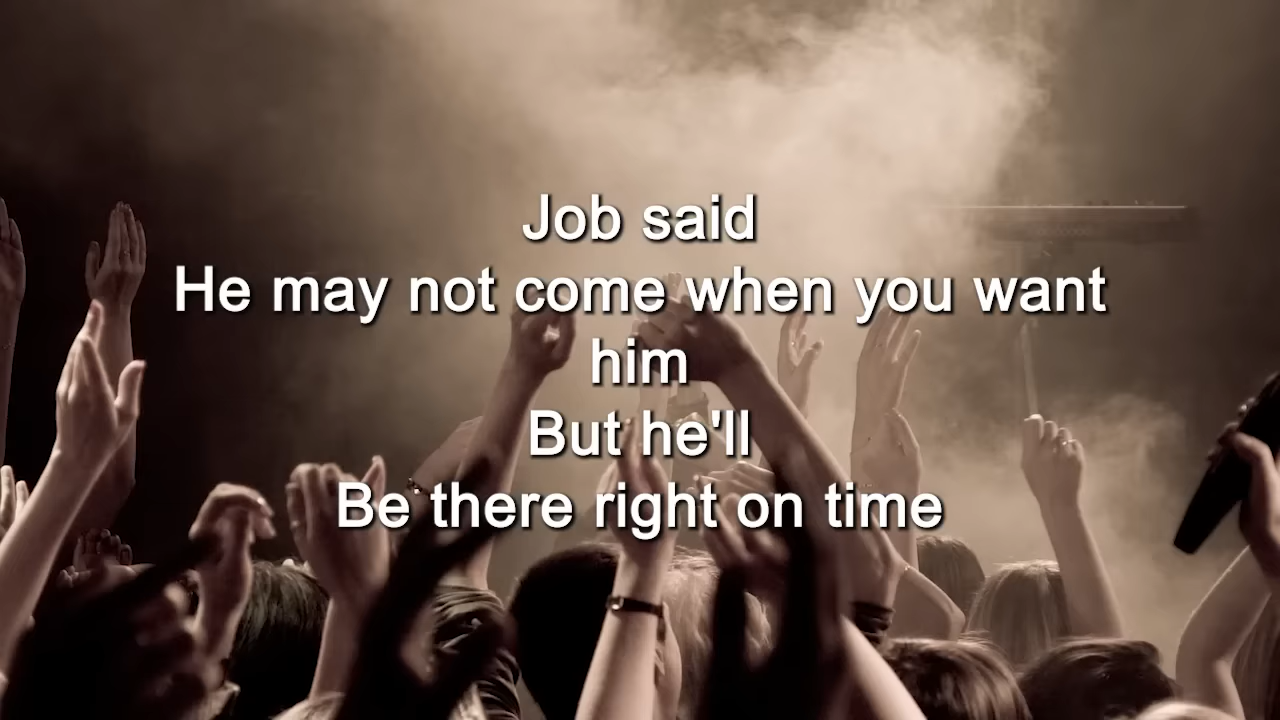 Job said
He may not come when you want
him
But he'll
Be there right on time